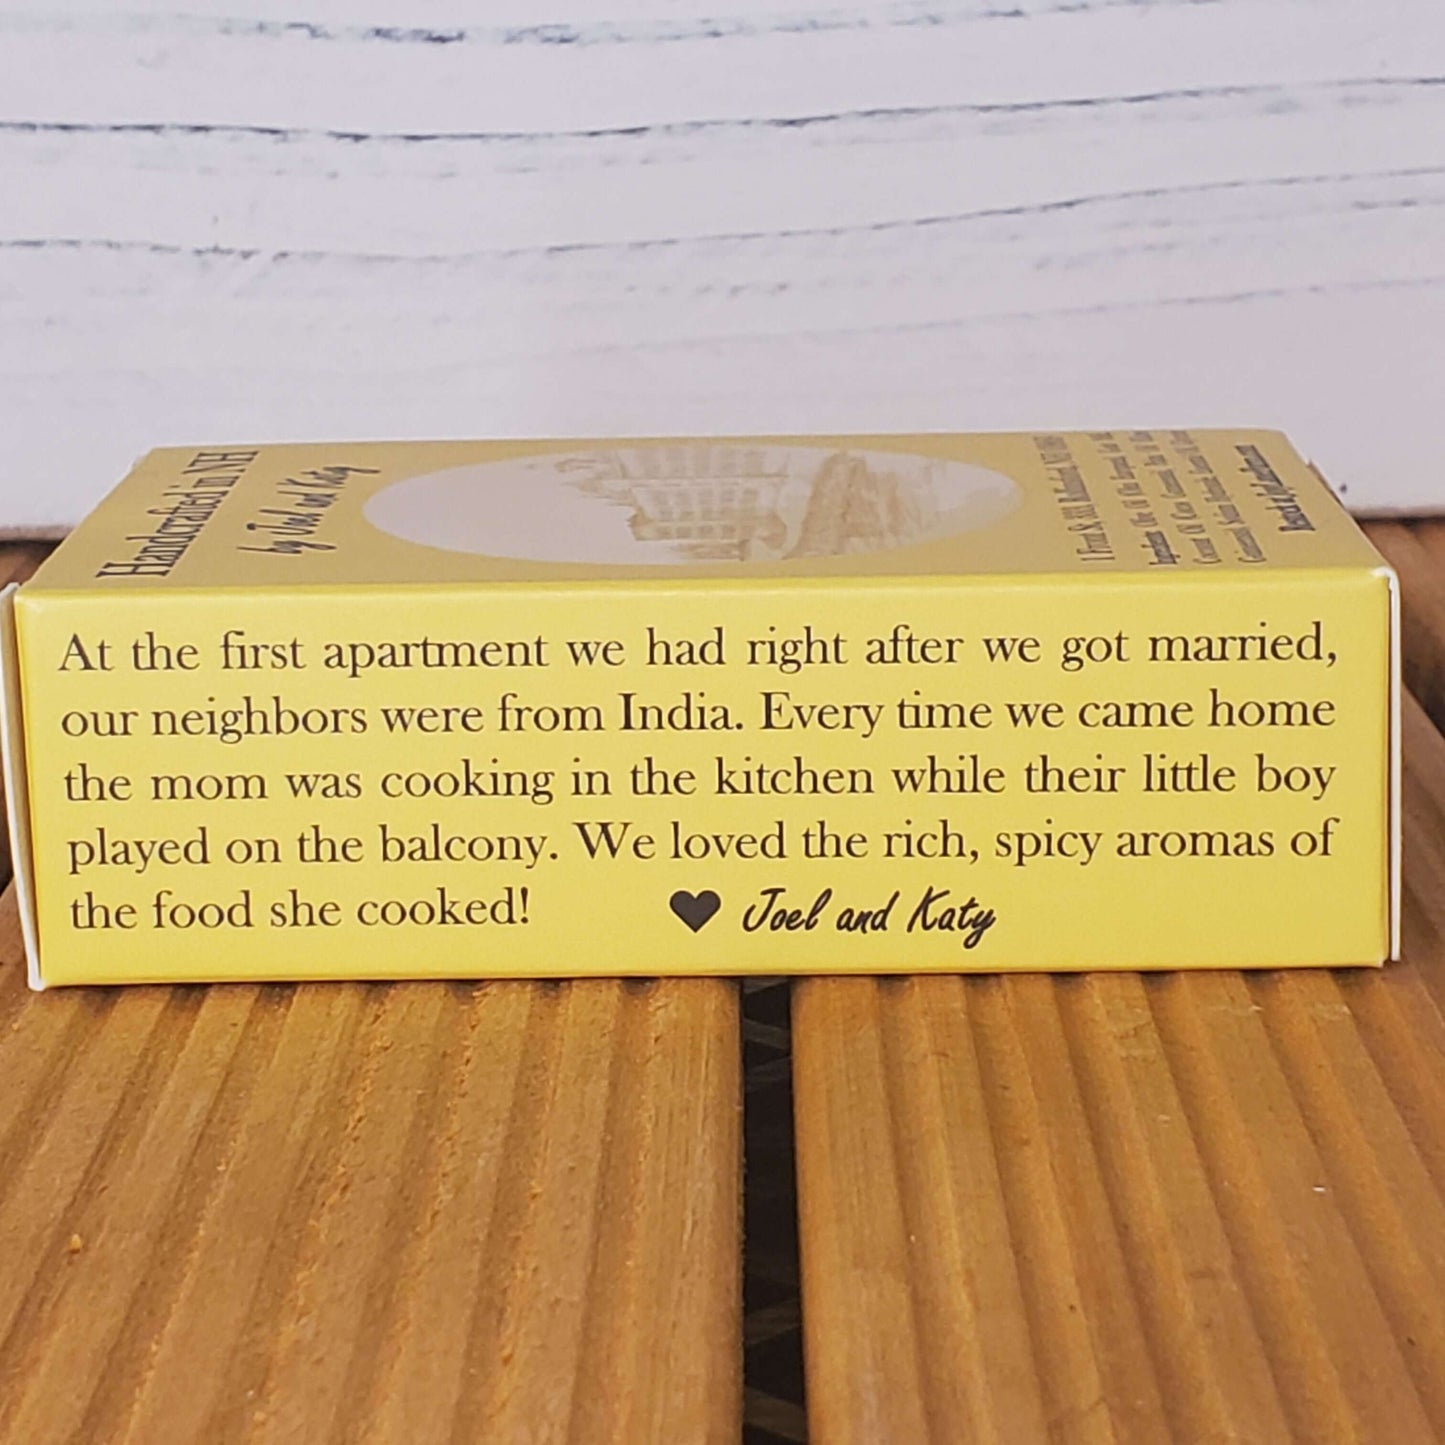 Handcrafted in NH
by Joel and Katy
At the first apartment we had right after we got married,
our neighbors were from India. Every time we came home
the mom was cooking in the kitchen while their little boy
played on the balcony. We loved the rich, spicy aromas of
the food she cooked!
♥ Joel and Katy